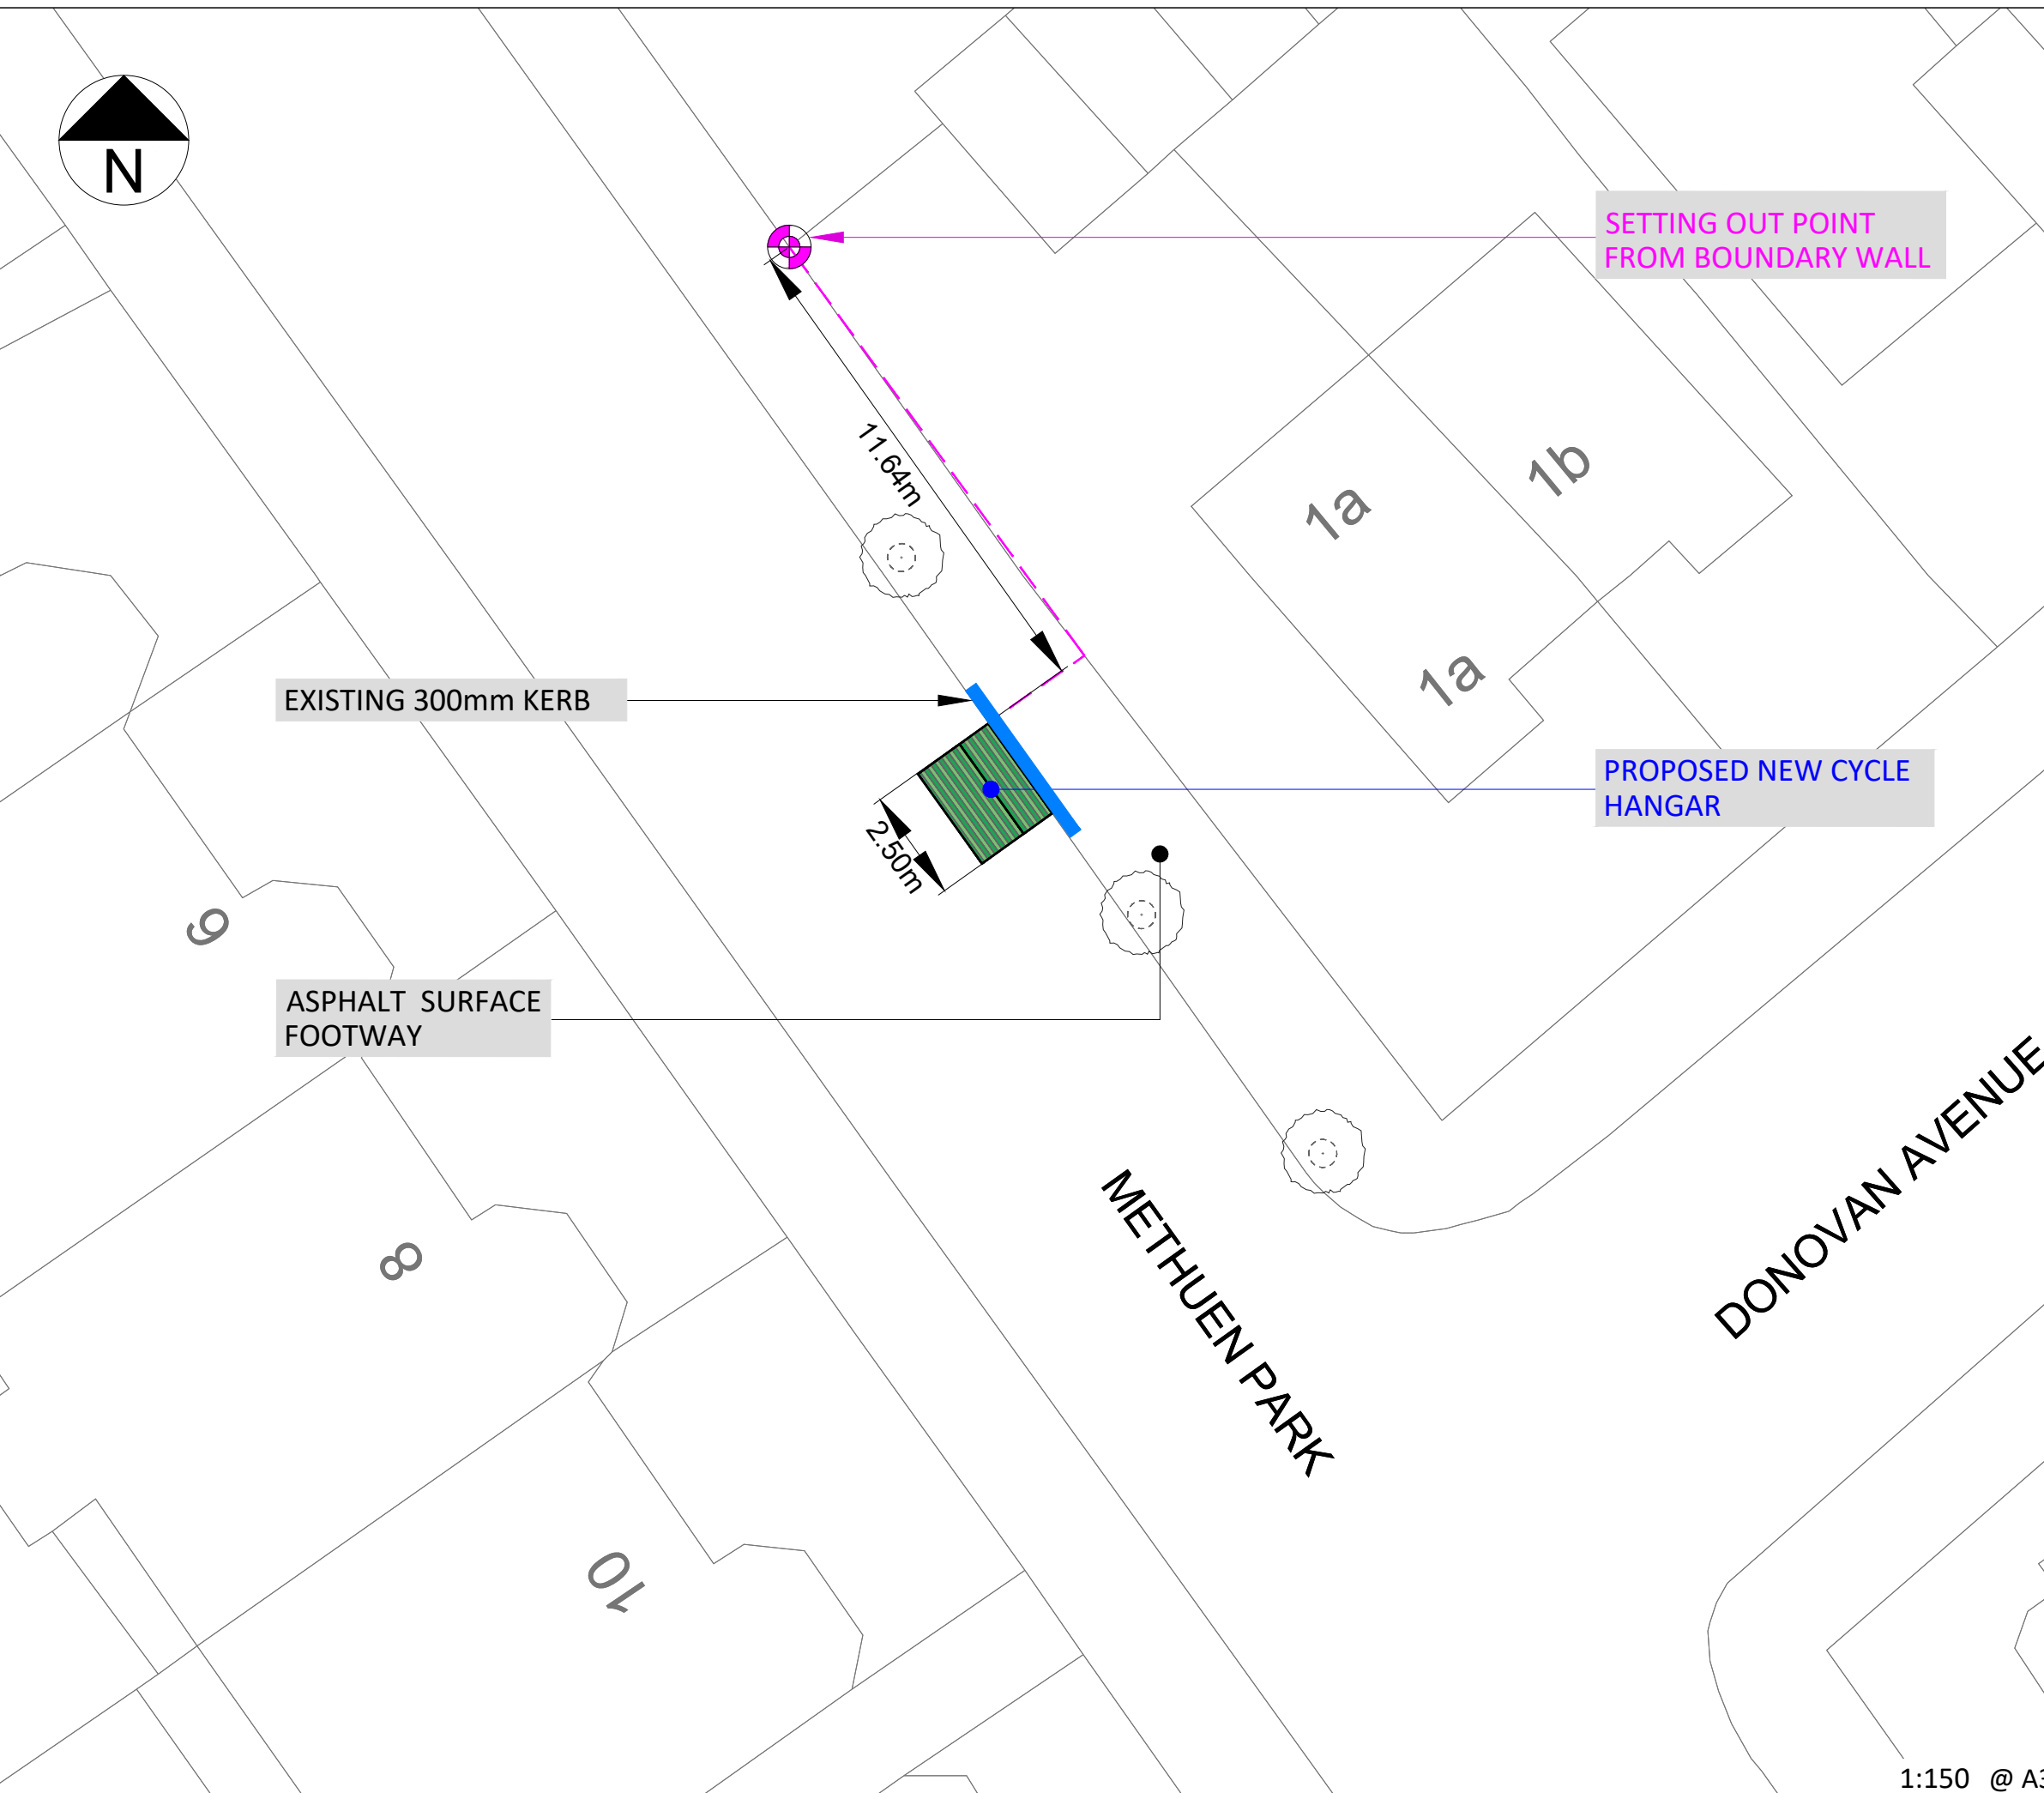 N
SETTING OUT POINT
FROM BOUNDARY WALL
11.64m
1b
1a
1a
EXISTING 300mm KERB
PROPOSED NEW CYCLE
HANGAR
2.50m
6
ASPHALT SURFACE
FOOTWAY
DONOVAN AVENUE
METHUEN PARK
8
10
1:150 @ A3